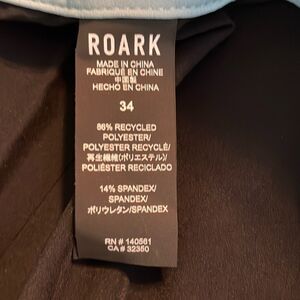 ROARK
MADE IN CHINA
FABRIQUÉ EN CHINE
中国製
HECHO EN CHINA
34
86% RECYCLED
POLYESTER/
POLYESTER RECYCLÉ/
再生繊維(ポリエステル)/
POLIÉSTER RECICLADO
14% SPANDEX/
SPANDEX/
ポリウレタン/SPANDEX
RN # 140561
CA # 32350